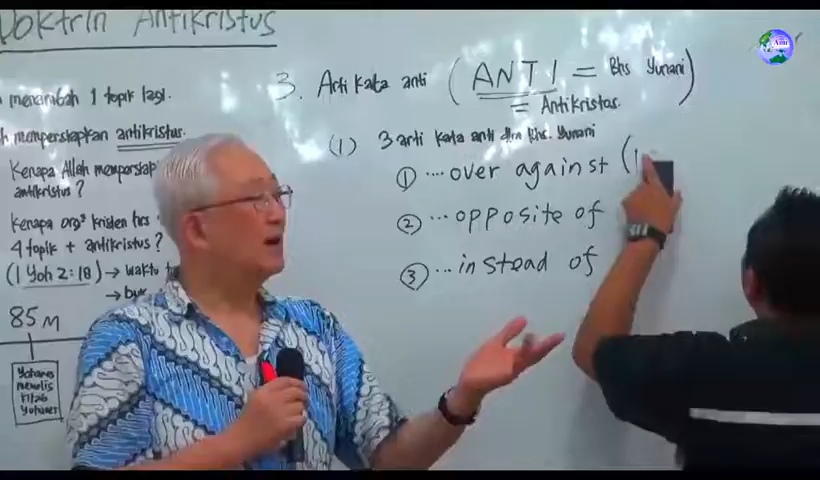 Doktrin Antikristus
menambah 1 topik lagi.
mempersiapkan antikristus.
Kenapa Allah mempersiap
antikristus?
Kenapa org² kristen hrs
4 topik + antikristus?
(1 Yoh 2:18) → waktu
→
85 M
Yohanes
menulis
kitab
3. Arti kata anti (ANTI = Bhs Yunani)
= Antikristus.
(1) 3 arti kata anti dlm Bhs. Yunani
① ... over against (
② ... opposite of
③ ... instead of